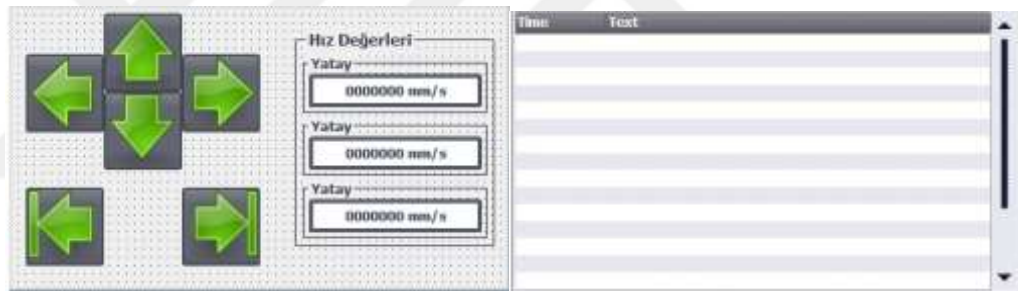 Hız Değerleri
Yatay
0000000 mm/s
Yatay
0000000 mm/s
Yatay
0000000 mm/s
Time Text